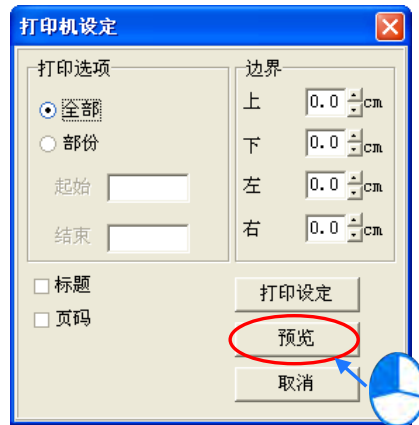 打印机设定
打印选项
全部
部份
起始
结束
边界
上 0.0 cm
下 0.0 cm
左 0.0 cm
右 0.0 cm
标题
页码
打印设定
预览
取消